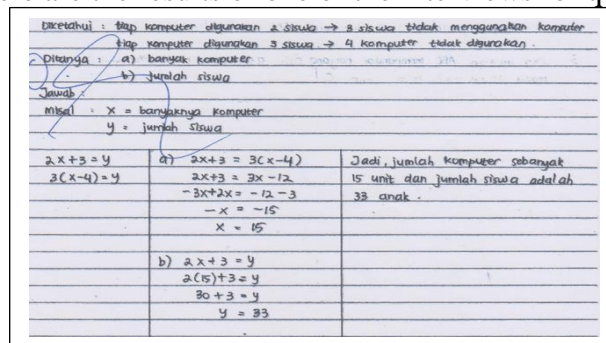 Diketahui : tiap komputer digunakan 2 siswa → 3 siswa tidak menggunakan komputer
tiap komputer digunakan 3 siswa → 4 komputer tidak digunakan.
Ditanya : a) banyak komputer
b) jumlah siswa
Jawab :
misal : x = banyaknya komputer
y = jumlah siswa
2x + 3 = y
3(x-4) = y
a) 2x+3 = 3(x-4)
2x+3 = 3x-12
-3x+2x = -12-3
-x = -15
x = 15
b) 2x+3 = y
2(15)+3 = y
30+3 = y
y = 33
Jadi, jumlah komputer sebanyak
15 unit dan jumlah siswa adalah
33 anak.